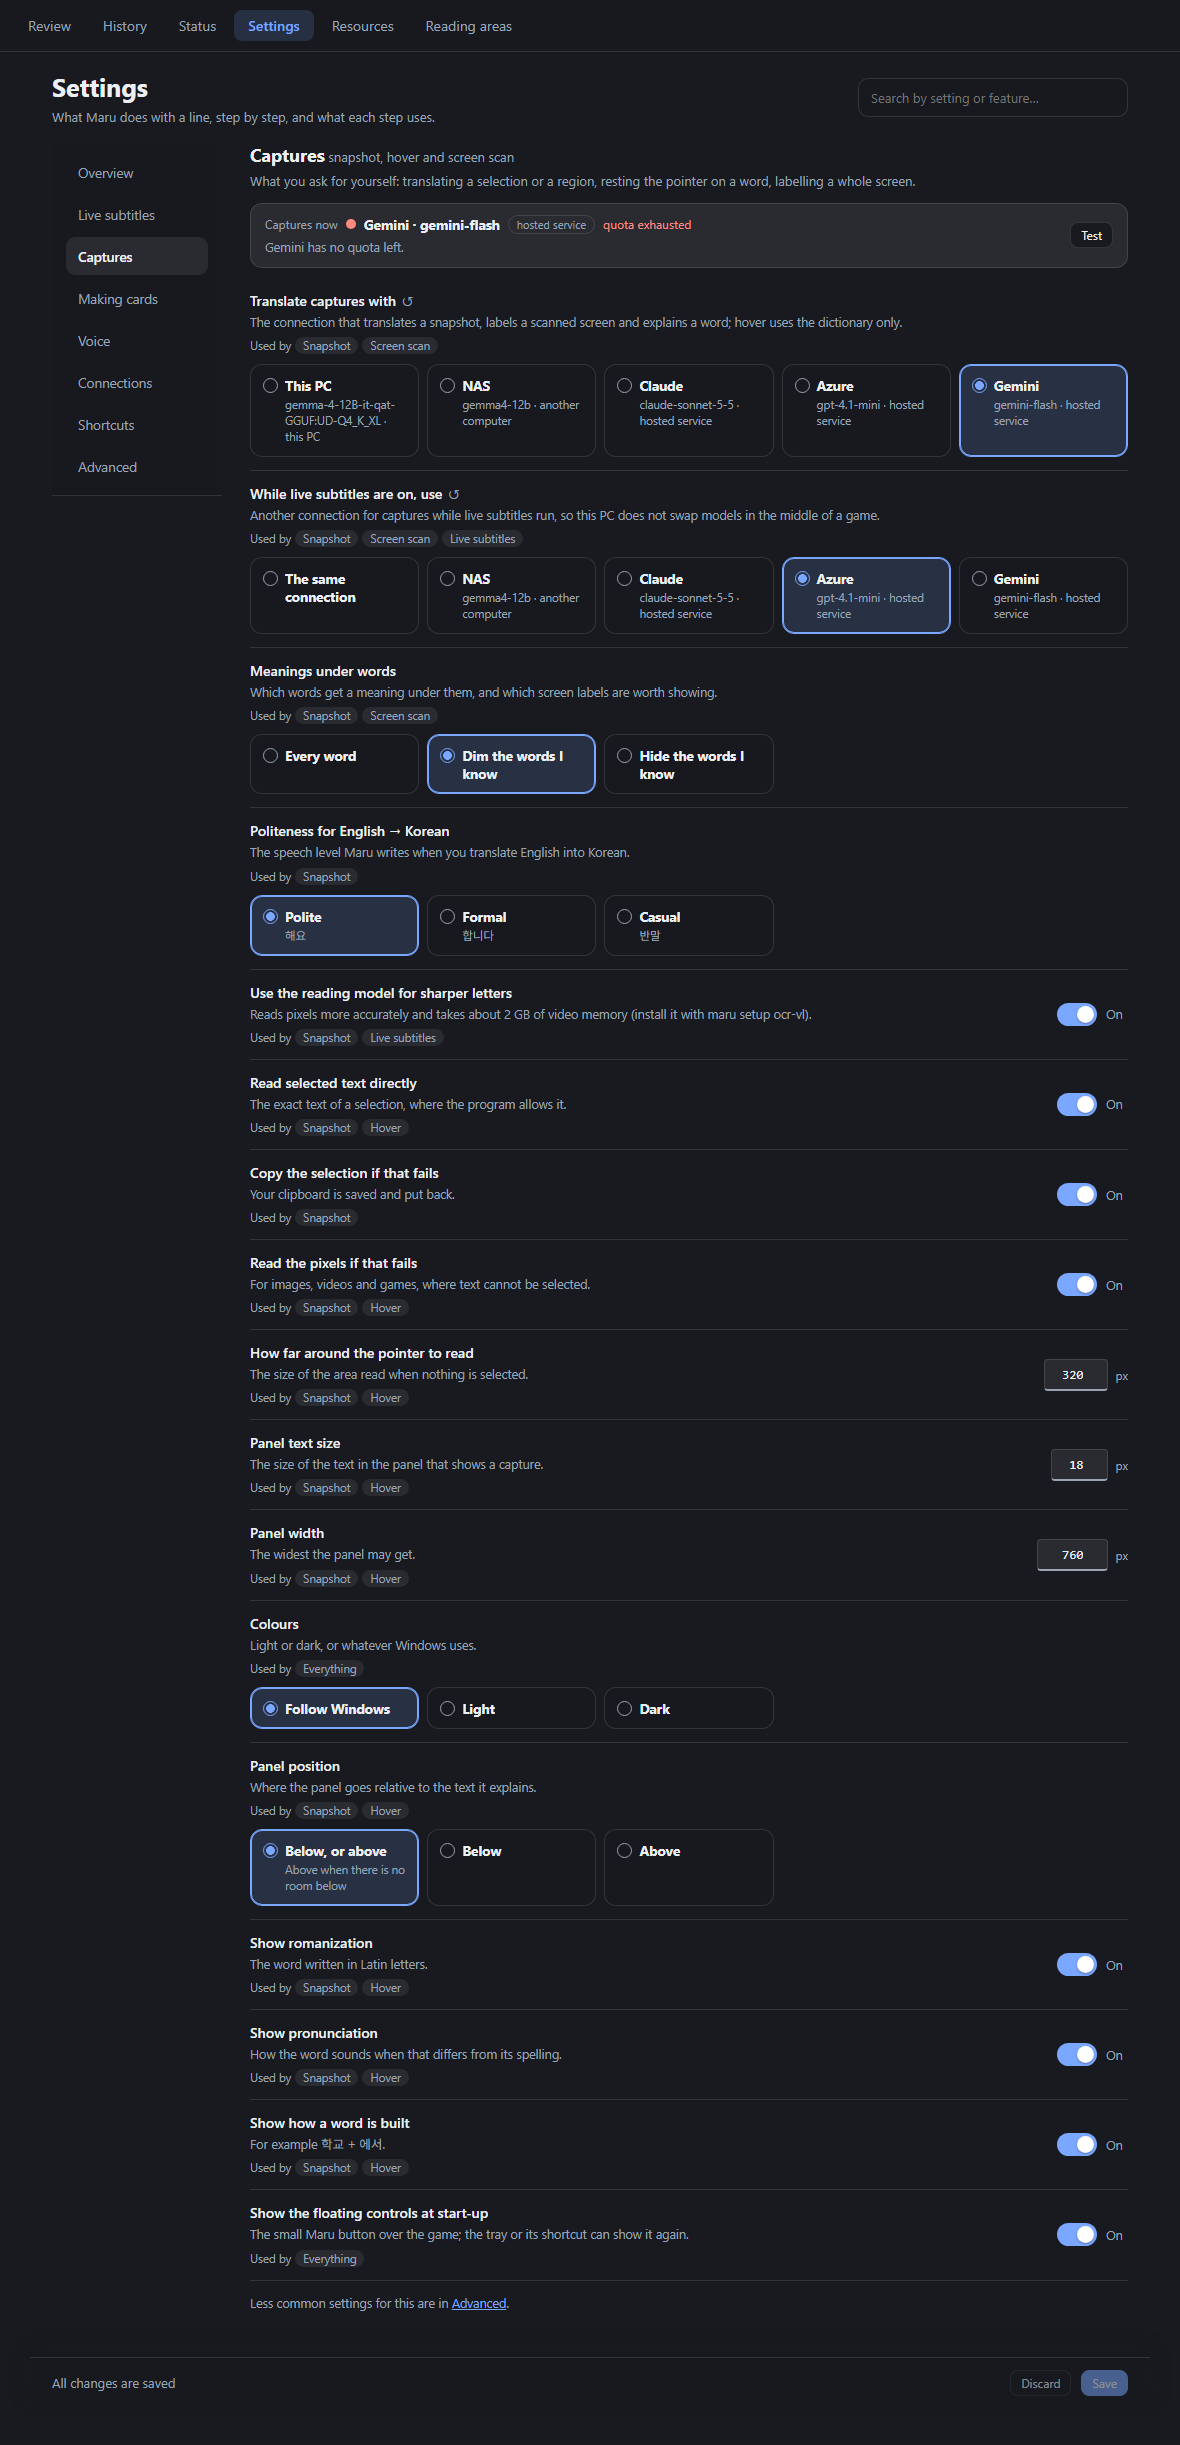 Review History Status Settings Resources Reading areas
Settings
Search by setting or feature...
What Maru does with a line, step by step, and what each step uses.
Overview
Live subtitles
Captures
Making cards
Voice
Connections
Shortcuts
Advanced
Captures snapshot, hover and screen scan
What you ask for yourself: translating a selection or a region, resting the pointer on a word, labelling a whole screen.
Captures now Gemini · gemini-flash hosted service quota exhausted
Gemini has no quota left.
Test
Translate captures with ↺
The connection that translates a snapshot, labels a scanned screen and explains a word; hover uses the dictionary only.
Used by Snapshot Screen scan
This PC
gemma-4-12B-it-qat-
GGUF:UD-Q4_K_XL ·
this PC
NAS
gemma4-12b · another
computer
Claude
claude-sonnet-5-5 ·
hosted service
Azure
gpt-4.1-mini · hosted
service
Gemini
gemini-flash · hosted
service
While live subtitles are on, use ↺
Another connection for captures while live subtitles run, so this PC does not swap models in the middle of a game.
Used by Snapshot Screen scan Live subtitles
The same
connection
NAS
gemma4-12b · another
computer
Claude
claude-sonnet-5-5 ·
hosted service
Azure
gpt-4.1-mini · hosted
service
Gemini
gemini-flash · hosted
service
Meanings under words
Which words get a meaning under them, and which screen labels are worth showing.
Used by Snapshot Screen scan
Every word
Dim the words I
know
Hide the words I
know
Politeness for English → Korean
The speech level Maru writes when you translate English into Korean.
Used by Snapshot
Polite
해요
Formal
합니다
Casual
반말
Use the reading model for sharper letters
Reads pixels more accurately and takes about 2 GB of video memory (install it with maru setup ocr-vl).
Used by Snapshot Live subtitles
On
Read selected text directly
The exact text of a selection, where the program allows it.
Used by Snapshot Hover
On
Copy the selection if that fails
Your clipboard is saved and put back.
Used by Snapshot
On
Read the pixels if that fails
For images, videos and games, where text cannot be selected.
Used by Snapshot Hover
On
How far around the pointer to read
The size of the area read when nothing is selected.
Used by Snapshot Hover
320 px
Panel text size
The size of the text in the panel that shows a capture.
Used by Snapshot Hover
18 px
Panel width
The widest the panel may get.
Used by Snapshot Hover
760 px
Colours
Light or dark, or whatever Windows uses.
Used by Everything
Follow Windows
Light
Dark
Panel position
Where the panel goes relative to the text it explains.
Used by Snapshot Hover
Below, or above
Above when there is no
room below
Below
Above
Show romanization
The word written in Latin letters.
Used by Snapshot Hover
On
Show pronunciation
How the word sounds when that differs from its spelling.
Used by Snapshot Hover
On
Show how a word is built
For example 학교 + 에서.
Used by Snapshot Hover
On
Show the floating controls at start-up
The small Maru button over the game; the tray or its shortcut can show it again.
Used by Everything
On
Less common settings for this are in Advanced.
All changes are saved
Discard
Save